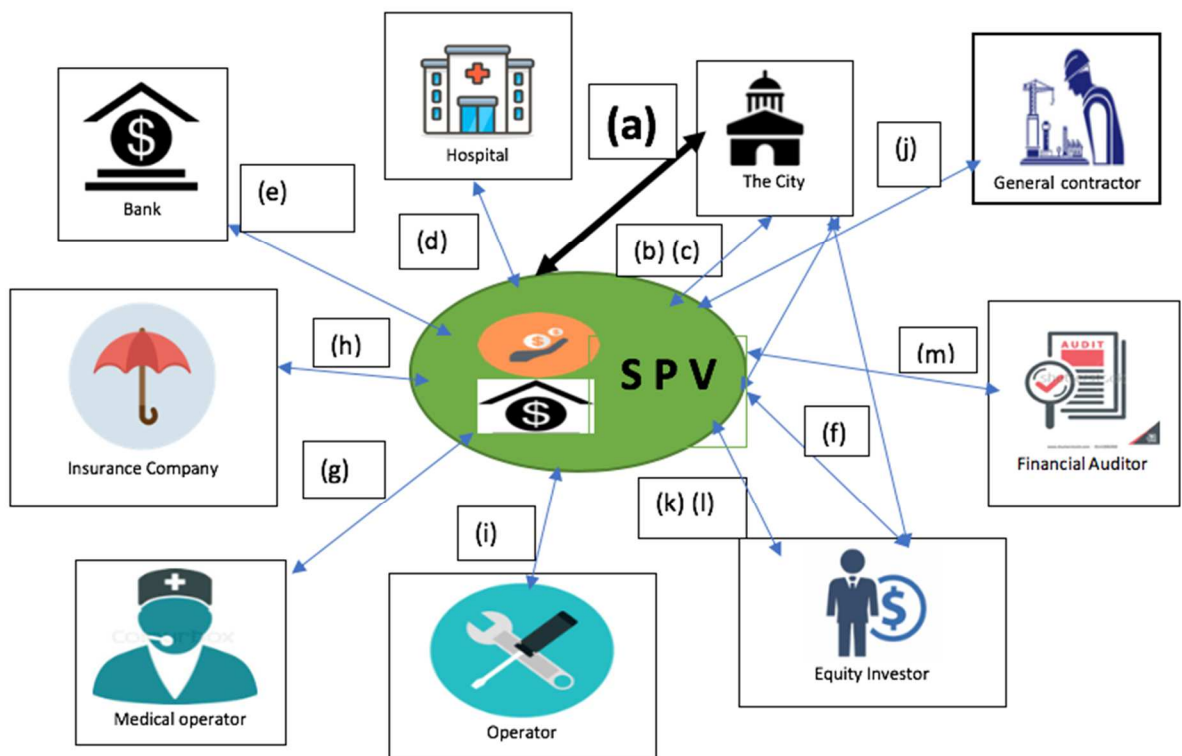 (a)
Hospital
The City
(j)
General contractor
Bank
(e)
(d)
(b) (c)
(h)
S P V
(m)
AUDIT
Insurance Company
(g)
(f)
Financial Auditor
(k) (l)
(i)
Medical operator
Operator
Equity Investor